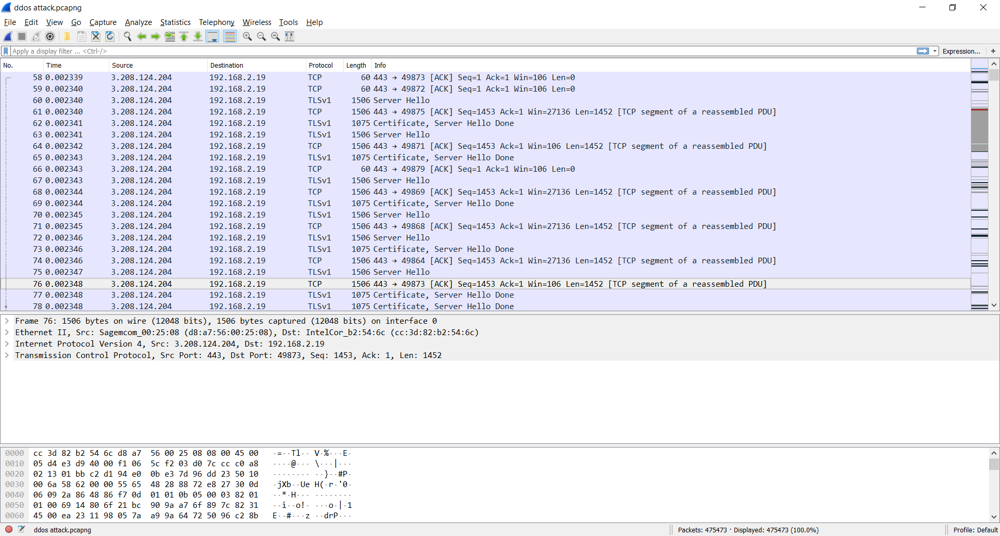 ddos attack.pcapng
File Edit View Go Capture Analyze Statistics Telephony Wireless Tools Help
Apply a display filter ... <Ctrl-/> Expression... +
No. Time Source Destination Protocol Length Info
58 0.002339 3.208.124.204 192.168.2.19 TCP 60 443 → 49873 [ACK] Seq=1 Ack=1 Win=106 Len=0
59 0.002340 3.208.124.204 192.168.2.19 TCP 60 443 → 49872 [ACK] Seq=1 Ack=1 Win=106 Len=0
60 0.002340 3.208.124.204 192.168.2.19 TLSv1 1506 Server Hello
61 0.002340 3.208.124.204 192.168.2.19 TCP 1506 443 → 49875 [ACK] Seq=1453 Ack=1 Win=27136 Len=1452 [TCP segment of a reassembled PDU]
62 0.002341 3.208.124.204 192.168.2.19 TLSv1 1075 Certificate, Server Hello Done
63 0.002341 3.208.124.204 192.168.2.19 TLSv1 1506 Server Hello
64 0.002342 3.208.124.204 192.168.2.19 TCP 1506 443 → 49871 [ACK] Seq=1453 Ack=1 Win=106 Len=1452 [TCP segment of a reassembled PDU]
65 0.002343 3.208.124.204 192.168.2.19 TLSv1 1075 Certificate, Server Hello Done
66 0.002343 3.208.124.204 192.168.2.19 TCP 60 443 → 49879 [ACK] Seq=1 Ack=1 Win=106 Len=0
67 0.002343 3.208.124.204 192.168.2.19 TLSv1 1506 Server Hello
68 0.002344 3.208.124.204 192.168.2.19 TCP 1506 443 → 49869 [ACK] Seq=1453 Ack=1 Win=27136 Len=1452 [TCP segment of a reassembled PDU]
69 0.002344 3.208.124.204 192.168.2.19 TLSv1 1075 Certificate, Server Hello Done
70 0.002345 3.208.124.204 192.168.2.19 TLSv1 1506 Server Hello
71 0.002345 3.208.124.204 192.168.2.19 TCP 1506 443 → 49868 [ACK] Seq=1453 Ack=1 Win=27136 Len=1452 [TCP segment of a reassembled PDU]
72 0.002346 3.208.124.204 192.168.2.19 TLSv1 1506 Server Hello
73 0.002346 3.208.124.204 192.168.2.19 TLSv1 1075 Certificate, Server Hello Done
74 0.002346 3.208.124.204 192.168.2.19 TCP 1506 443 → 49864 [ACK] Seq=1453 Ack=1 Win=27136 Len=1452 [TCP segment of a reassembled PDU]
75 0.002347 3.208.124.204 192.168.2.19 TLSv1 1506 Server Hello
76 0.002348 3.208.124.204 192.168.2.19 TCP 1506 443 → 49873 [ACK] Seq=1453 Ack=1 Win=106 Len=1452 [TCP segment of a reassembled PDU]
77 0.002348 3.208.124.204 192.168.2.19 TLSv1 1075 Certificate, Server Hello Done
78 0.002348 3.208.124.204 192.168.2.19 TLSv1 1075 Certificate, Server Hello Done
Frame 76: 1506 bytes on wire (12048 bits), 1506 bytes captured (12048 bits) on interface 0
Ethernet II, Src: Sagemcom_00:25:08 (d8:a7:56:00:25:08), Dst: IntelCor_b2:54:6c (cc:3d:82:b2:54:6c)
Internet Protocol Version 4, Src: 3.208.124.204, Dst: 192.168.2.19
Transmission Control Protocol, Src Port: 443, Dst Port: 49873, Seq: 1453, Ack: 1, Len: 1452
0000 cc 3d 82 b2 54 6c d8 a7 56 00 25 08 08 00 45 00 ·=··Tl·· V·%···E·
0010 05 d4 e3 d9 40 00 f1 06 5c f2 03 d0 7c cc c0 a8 ····@··· \···|···
0020 02 13 01 bb c2 d1 94 e0 0b e3 7d 96 dd 23 50 10 ········ ··}··#P·
0030 00 6a 58 62 00 00 55 65 48 28 88 72 e8 27 30 0d ·jXb··Ue H(·r·'0·
0040 06 09 2a 86 48 86 f7 0d 01 01 0b 05 00 03 82 01 ··*·H··· ········
0050 01 00 69 14 80 6f 21 bc 90 9a a7 6f 89 7c 82 31 ··i··o!· ···o·|·1
0060 45 00 ea 23 11 98 05 7a a9 9a 64 72 50 96 c2 8b E··#···z ··drP···
ddos attack.pcapng Packets: 475473 · Displayed: 475473 (100.0%) Profile: Default